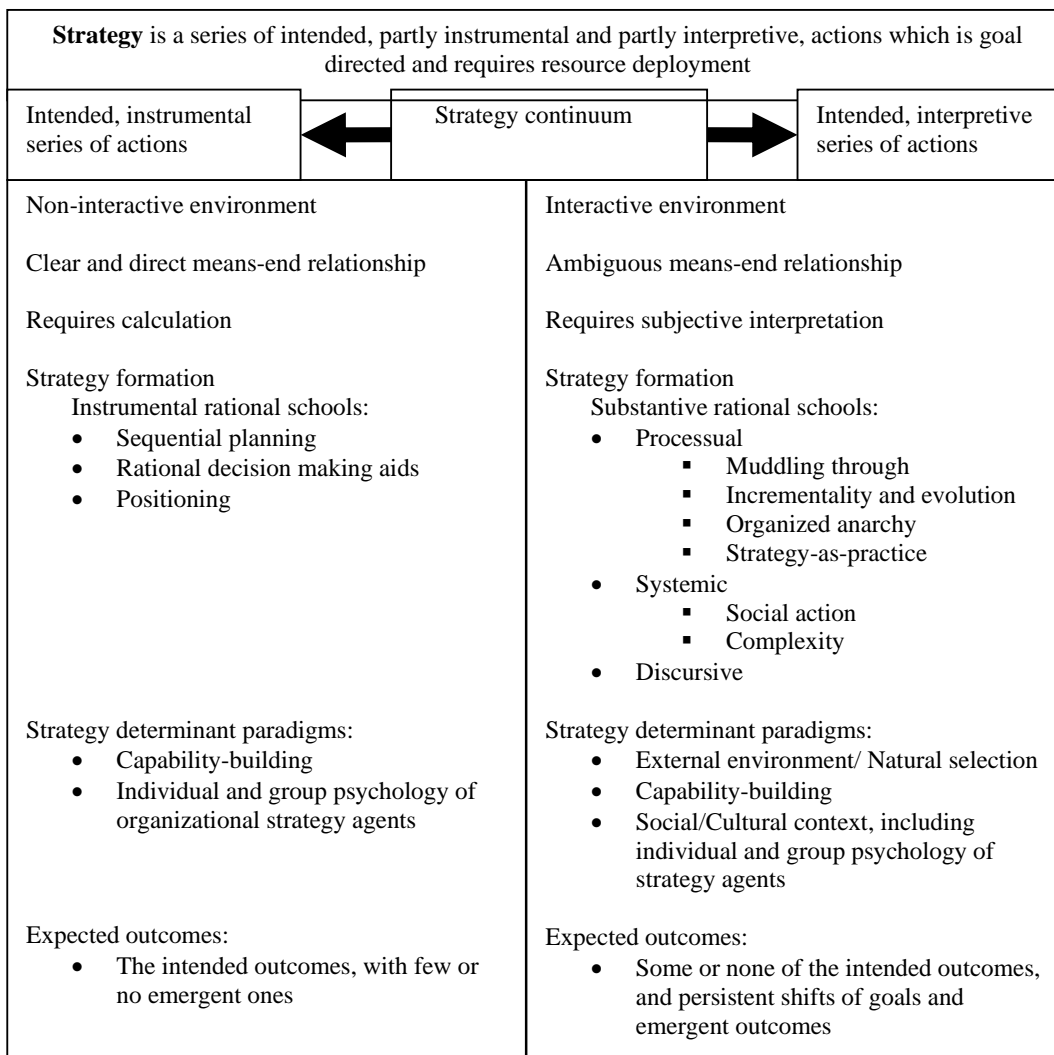 Strategy is a series of intended, partly instrumental and partly interpretive, actions which is goal
directed and requires resource deployment
Intended, instrumental
series of actions
Strategy continuum
Intended, interpretive
series of actions
Non-interactive environment
Clear and direct means-end relationship
Requires calculation
Strategy formation
Instrumental rational schools:
• Sequential planning
• Rational decision making aids
• Positioning
Strategy determinant paradigms:
• Capability-building
• Individual and group psychology of
organizational strategy agents
Expected outcomes:
• The intended outcomes, with few or
no emergent ones
Interactive environment
Ambiguous means-end relationship
Requires subjective interpretation
Strategy formation
Substantive rational schools:
• Processual
▪ Muddling through
▪ Incrementality and evolution
▪ Organized anarchy
▪ Strategy-as-practice
• Systemic
▪ Social action
▪ Complexity
• Discursive
Strategy determinant paradigms:
• External environment/ Natural selection
• Capability-building
• Social/Cultural context, including
individual and group psychology of
strategy agents
Expected outcomes:
• Some or none of the intended outcomes,
and persistent shifts of goals and
emergent outcomes